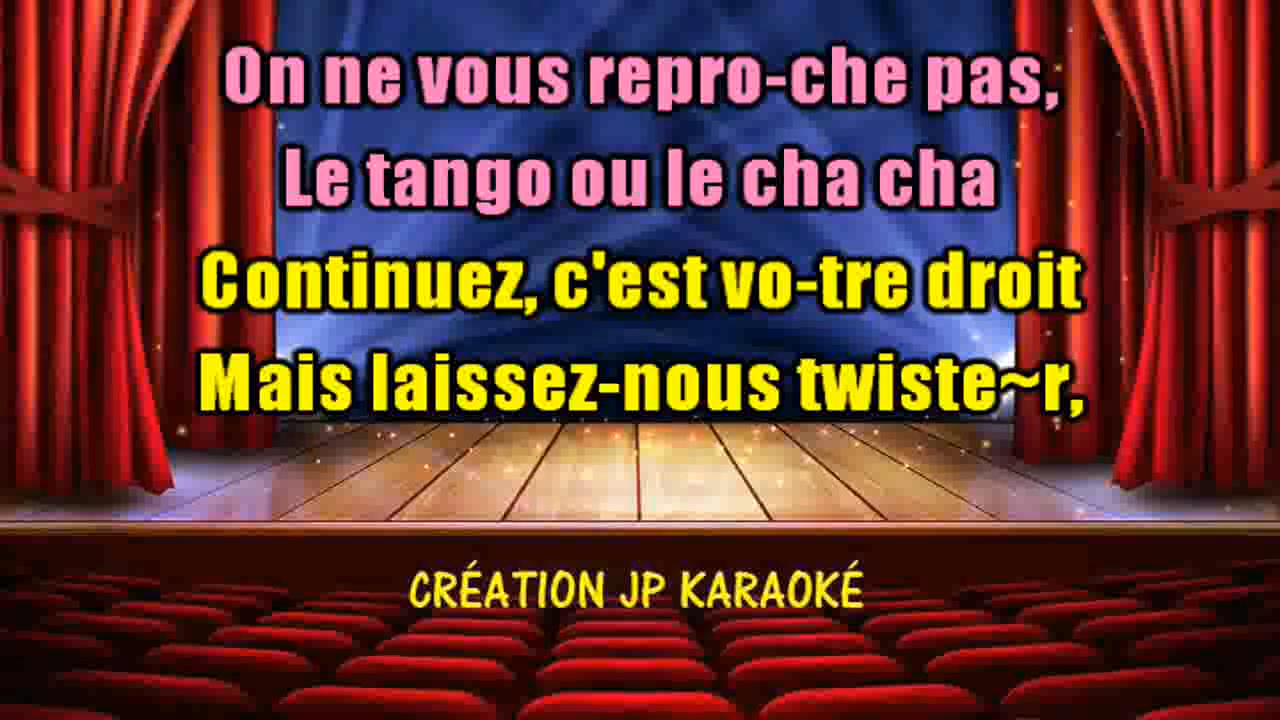 On ne vous repro-che pas,
Le tango ou le cha cha
Continuez, c'est vo-tre droit
Mais laissez-nous twiste~r,
CRÉATION JP KARAOKÉ